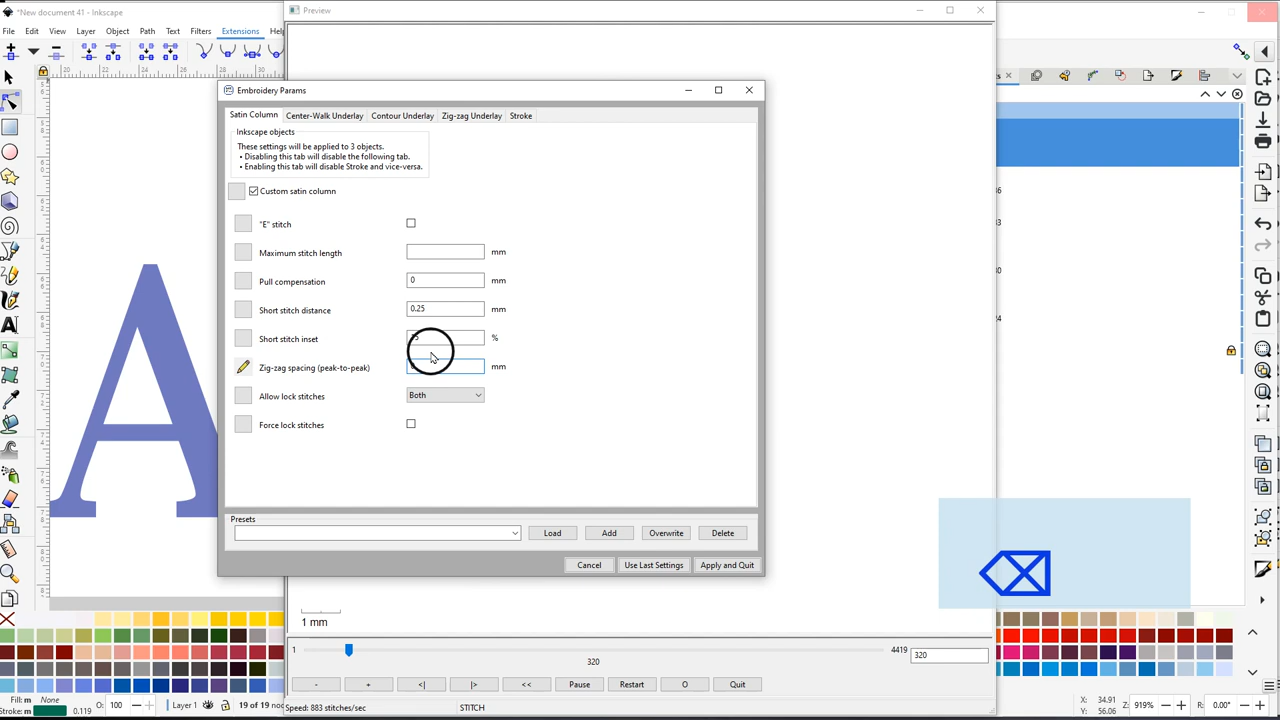 *New document 41 - Inkscape
Preview
File Edit View Layer Object Path Text Filters Extensions
20 22 24 26 28 30
Embroidery Params
Satin Column Center-Walk Underlay Contour Underlay Zig-zag Underlay Stroke
Inkscape objects
These settings will be applied to 3 objects.
• Disabling this tab will disable the following tab.
• Enabling this tab will disable Stroke and vice-versa.
Custom satin column
"E" stitch
Maximum stitch length mm
Pull compensation 0 mm
Short stitch distance 0.25 mm
Short stitch inset %
Zig-zag spacing (peak-to-peak) mm
Allow lock stitches Both
Force lock stitches
A
Presets
Load Add Overwrite Delete
Cancel Use Last Settings Apply and Quit
1 mm
1 4419 320
320
- + <| |> << Pause Restart O Quit
Speed: 883 stitches/sec STITCH
Fill: m None
Stroke: m 0.119
O: 100 Layer 1 19 of 19 no
X: 34.91
Y: 56.06
Z: 919% R: 0.00°